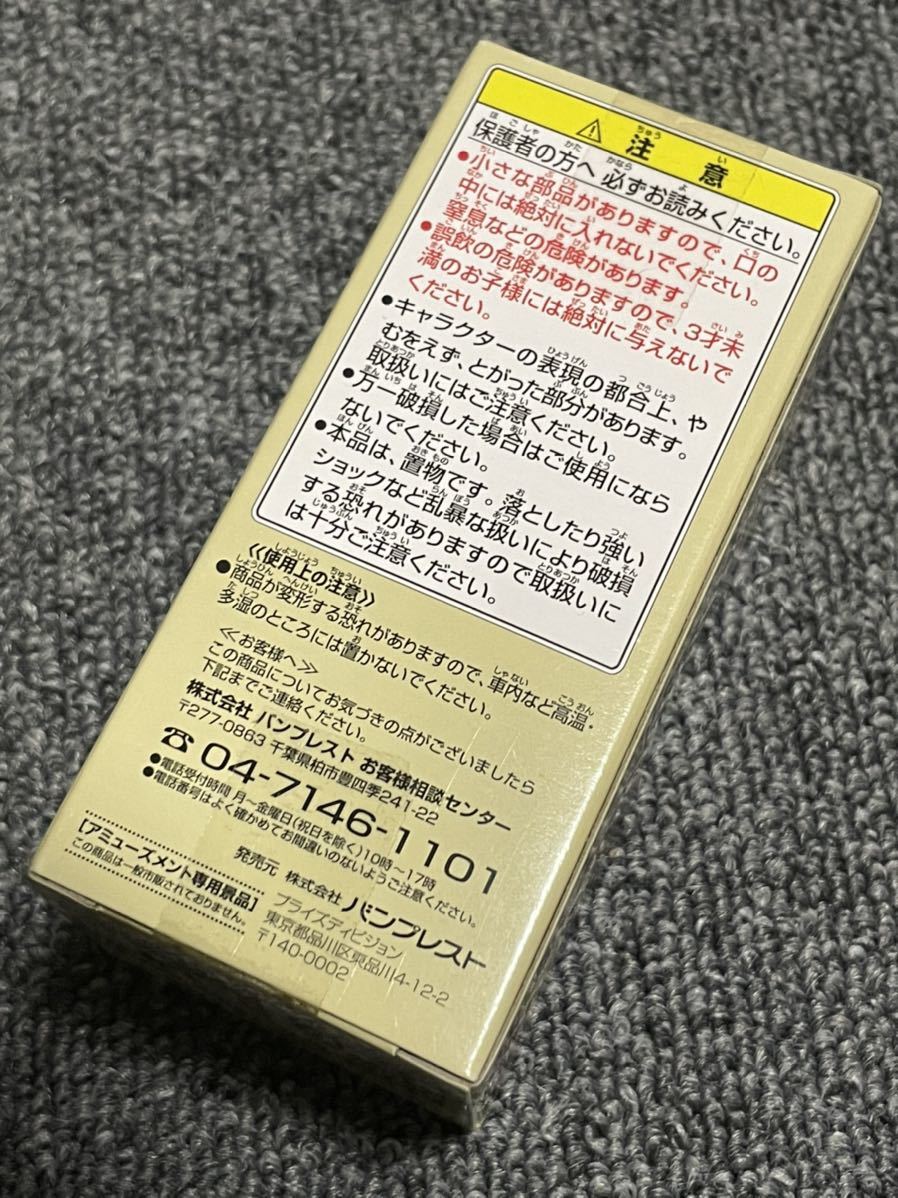 ⚠ 注意
保護者の方へ 必ずお読みください。
●小さな部品がありますので、口の
中には絶対に入れないでください。
窒息などの危険があります。
●誤飲の危険がありますので、3才未
満のお子様には絶対に与えないで
ください。
●キャラクターの表現の都合上、や
むをえず、とがった部分があります。
取扱いにはご注意ください。
●万一破損した場合はご使用になら
ないでください。
●本品は、置物です。落としたり強い
ショックなど乱暴な扱いにより破損
する恐れがありますので取扱いに
は十分ご注意ください。
≪使用上の注意≫
●商品が変形する恐れがありますので、車内など高温・
多湿のところには置かないでください。
≪お客様へ≫
この商品についてお気づきの点がございましたら
下記までご連絡ください。
株式会社 バンプレスト お客様相談センター
〒277-0863 千葉県柏市豊四季241-22
☎04-7146-1101
●電話受付時間 月〜金曜日(祝日を除く)10時〜17時
●電話番号はよく確かめてお間違いのないようご注意ください。
[アミューズメント専用景品]
この商品は一般市販されておりません。
発売元 株式会社 バンプレスト
プライズディビジョン
東京都品川区東品川4-12-2
〒140-0002